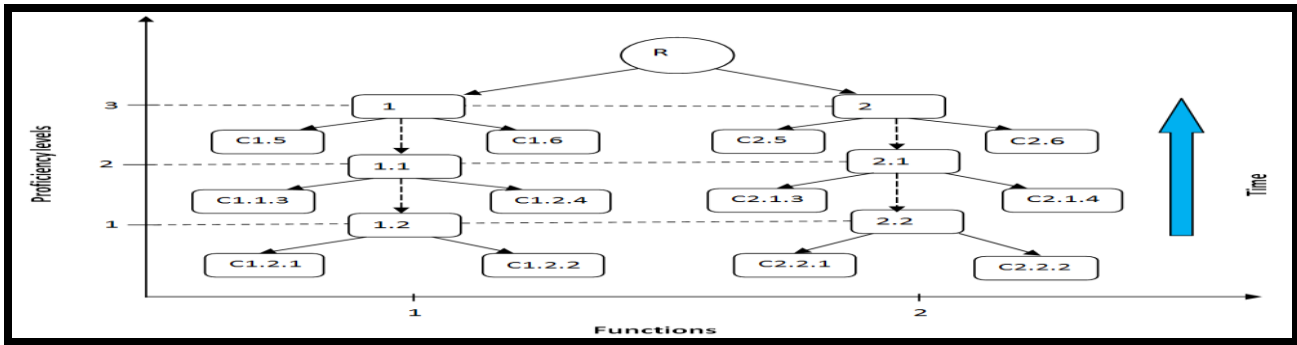 R
3
1
2
C1.5
C1.6
C2.5
C2.6
2
1.1
2.1
C1.1.3
C1.2.4
C2.1.3
C2.1.4
1
1.2
2.2
C1.2.1
C1.2.2
C2.2.1
C2.2.2
1
2
Functions
Proficiency levels
Time